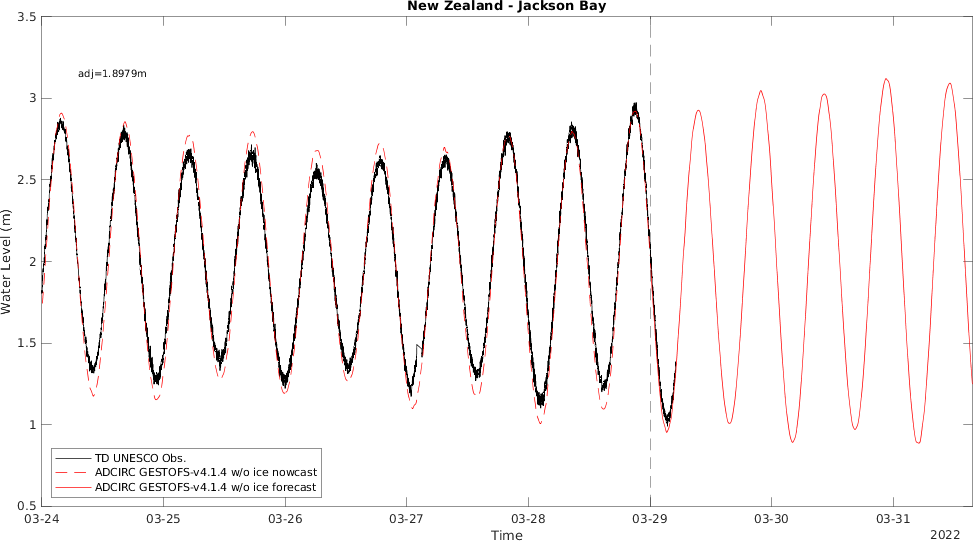 New Zealand - Jackson Bay
3.5
3
2.5
2
1.5
1
0.5
Water Level (m)
adj=1.8979m
TD UNESCO Obs.
ADCIRC GESTOFS-v4.1.4 w/o ice nowcast
ADCIRC GESTOFS-v4.1.4 w/o ice forecast
03-24 03-25 03-26 03-27 03-28 03-29 03-30 03-31
Time
2022